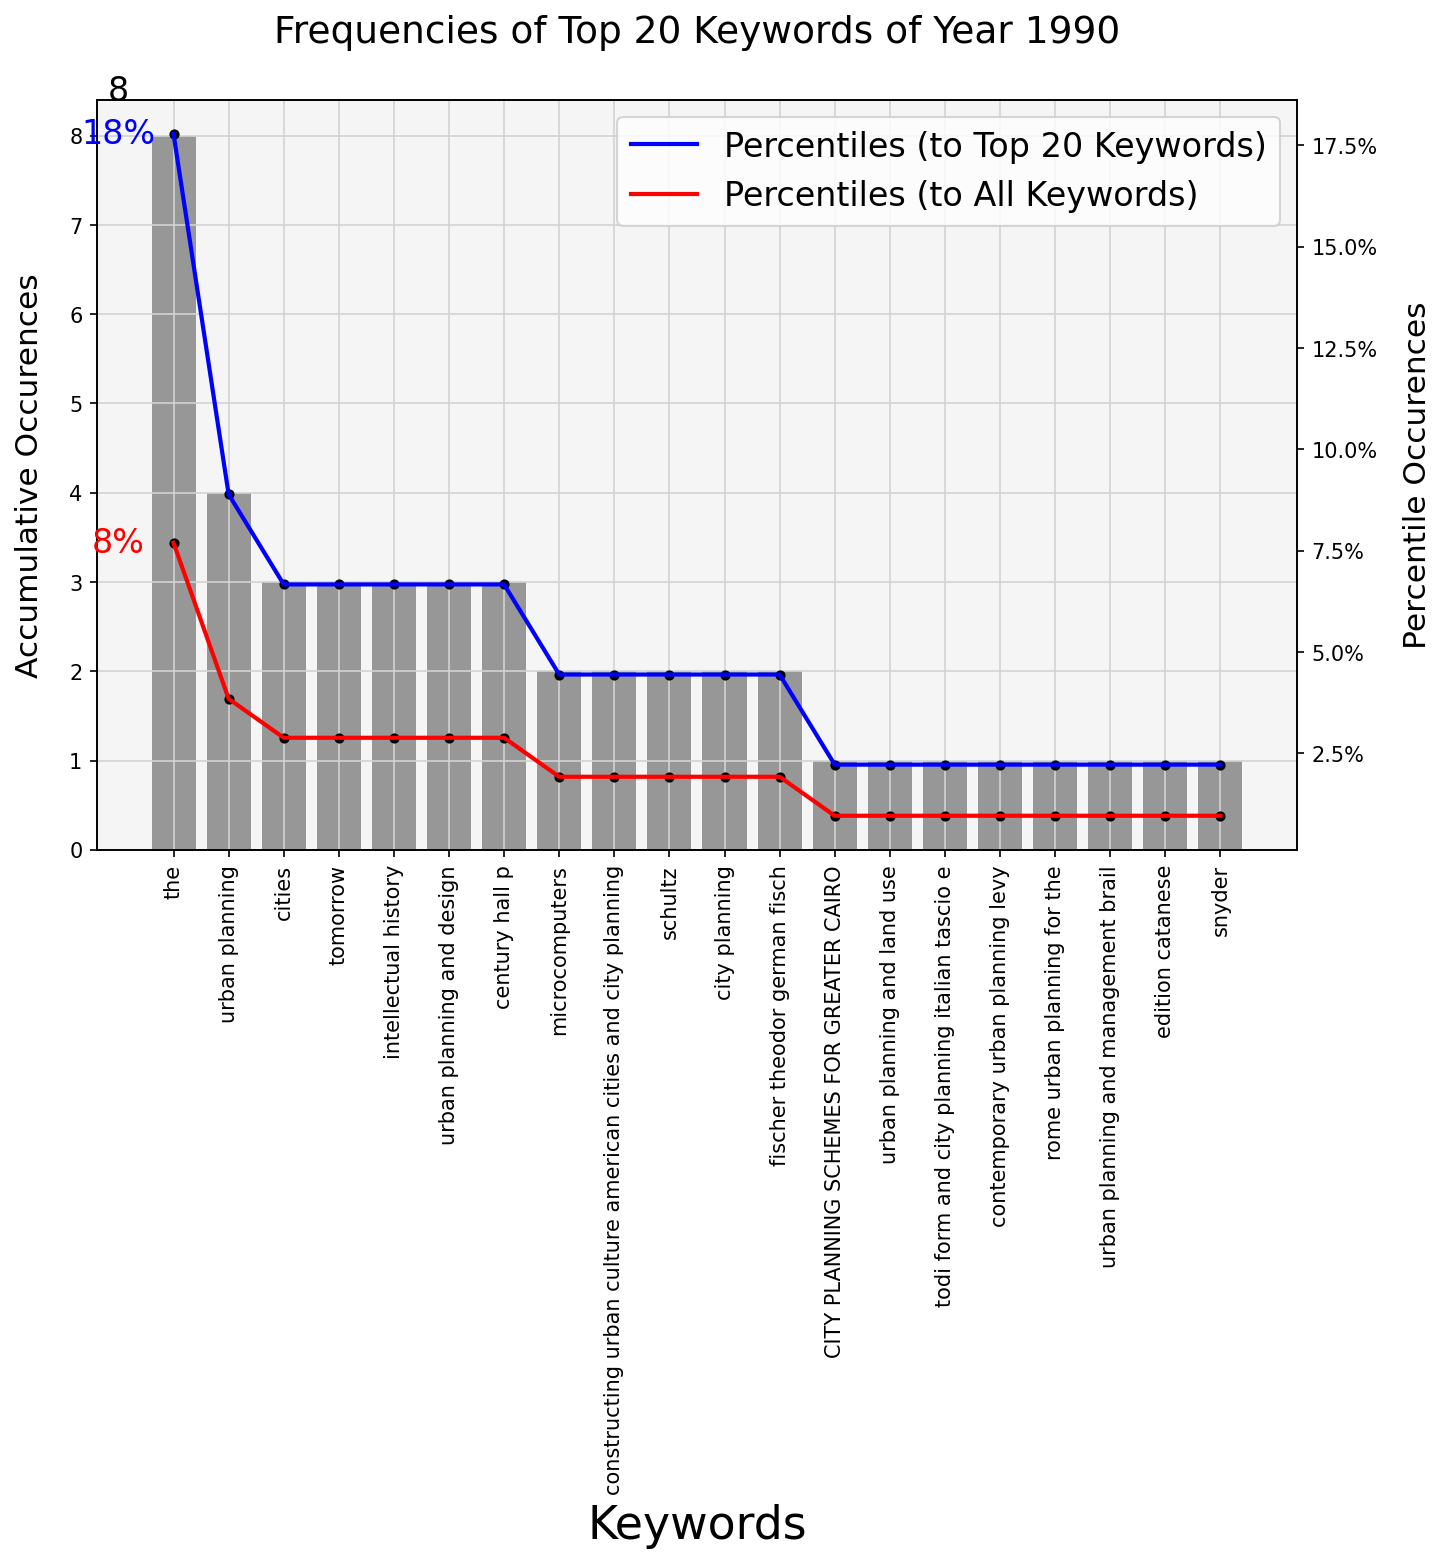 Frequencies of Top 20 Keywords of Year 1990
8
18%
8%
Percentiles (to Top 20 Keywords)
Percentiles (to All Keywords)
Accumulative Occurences
8
7
6
5
4
3
2
1
0
17.5%
15.0%
12.5%
10.0%
7.5%
5.0%
2.5%
Percentile Occurences
the
urban planning
cities
tomorrow
intellectual history
urban planning and design
century hall p
microcomputers
constructing urban culture american cities and city planning
schultz
city planning
fischer theodor german fisch
CITY PLANNING SCHEMES FOR GREATER CAIRO
urban planning and land use
todi form and city planning italian tascio e
contemporary urban planning levy
rome urban planning for the
urban planning and management brail
edition catanese
snyder
Keywords